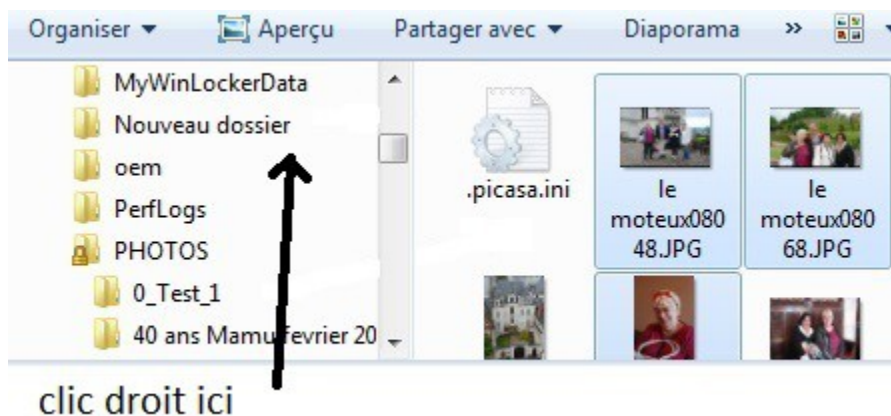 Organiser Aperçu Partager avec Diaporama »
MyWinLockerData
Nouveau dossier
oem
PerfLogs
PHOTOS
0_Test_1
40 ans Mamu fevrier 20
.picasa.ini
le
moteux080
48.JPG
le
moteux080
68.JPG
clic droit ici